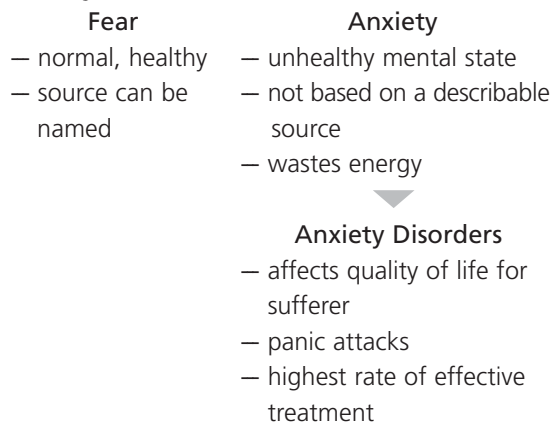 Fear
— normal, healthy
— source can be
named
Anxiety
— unhealthy mental state
— not based on a describable
source
— wastes energy
Anxiety Disorders
— affects quality of life for
sufferer
— panic attacks
— highest rate of effective
treatment